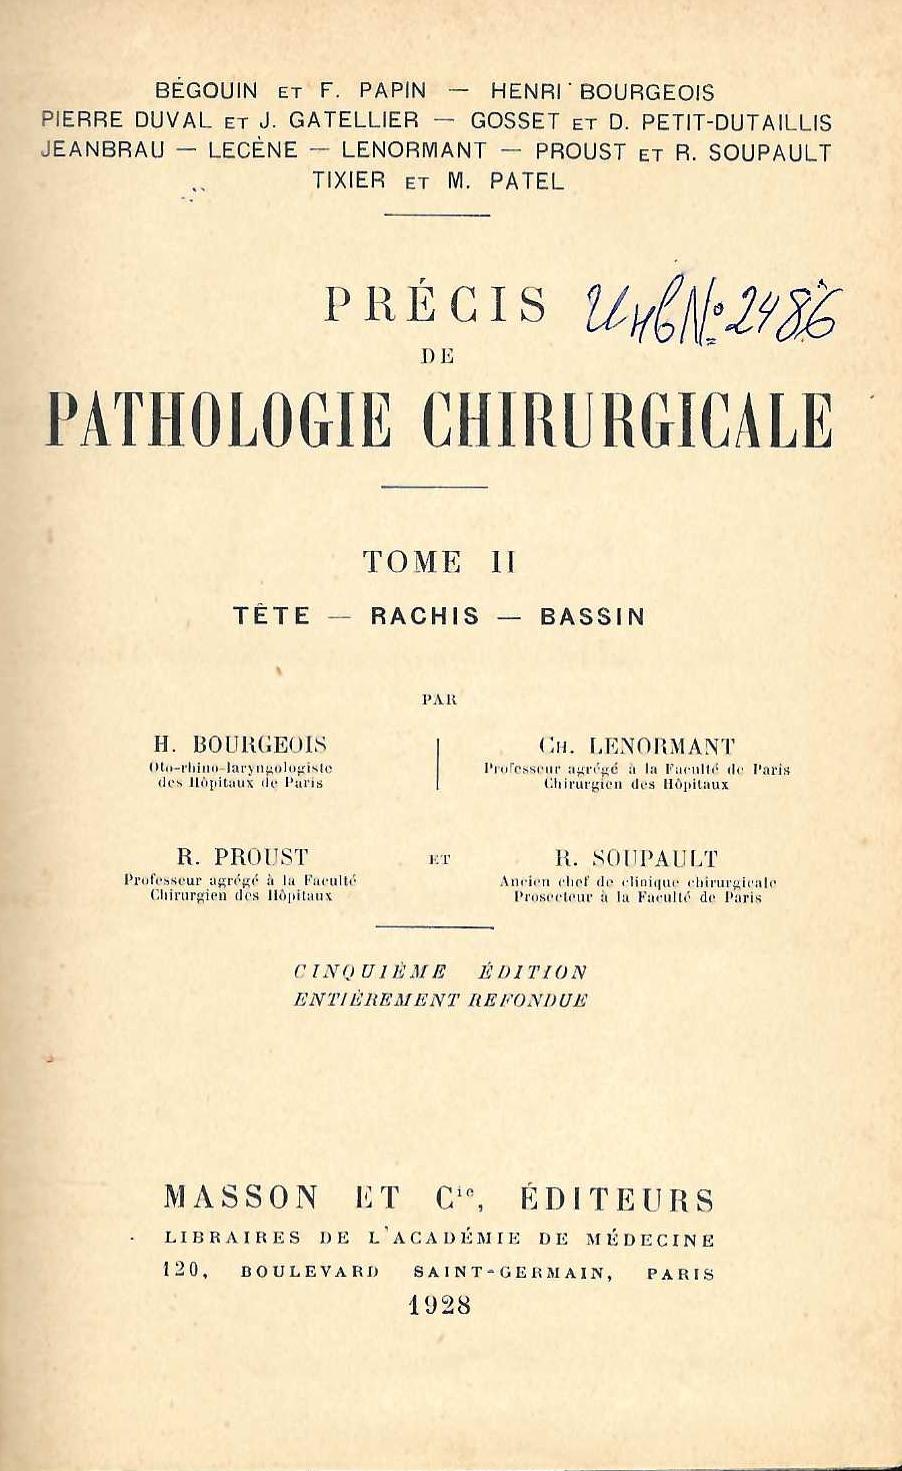 BÉGOUIN ET F. PAPIN — HENRI BOURGEOIS
PIERRE DUVAL ET J. GATELLIER — GOSSET ET D. PETIT-DUTAILLIS
JEANBRAU — LECÈNE — LENORMANT — PROUST ET R. SOUPAULT
TIXIER ET M. PATEL
PRÉCIS
Инв № 2486
DE
PATHOLOGIE CHIRURGICALE
TOME II
TÊTE — RACHIS — BASSIN
PAR
H. BOURGEOIS
Oto-rhino-laryngologiste
des Hôpitaux de Paris
CH. LENORMANT
Professeur agrégé à la Faculté de Paris
Chirurgien des Hôpitaux
R. PROUST
Professeur agrégé à la Faculté
Chirurgien des Hôpitaux
ET
R. SOUPAULT
Ancien chef de clinique chirurgicale
Prosecteur à la Faculté de Paris
CINQUIÈME ÉDITION
ENTIÈREMENT REFONDUE
MASSON ET Cie, ÉDITEURS
LIBRAIRES DE L'ACADÉMIE DE MÉDECINE
120, BOULEVARD SAINT-GERMAIN, PARIS
1928